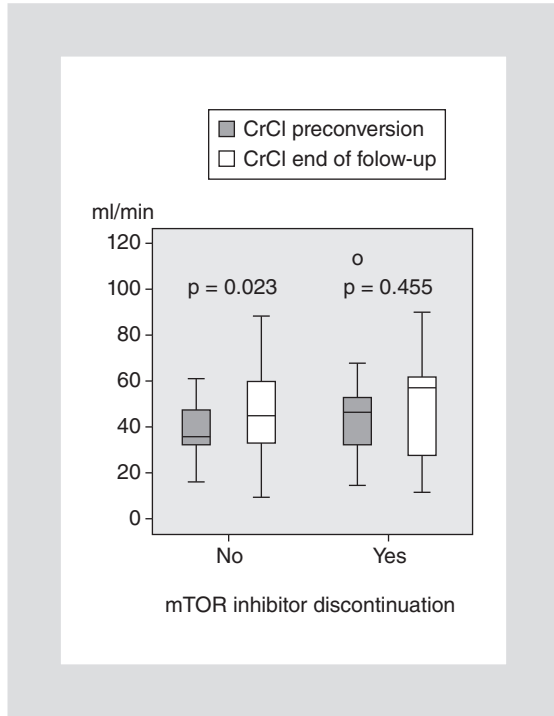 CrCl preconversion
CrCl end of folow-up
ml/min
120
100
80
60
40
20
0
p = 0.023
p = 0.455
No
Yes
mTOR inhibitor discontinuation